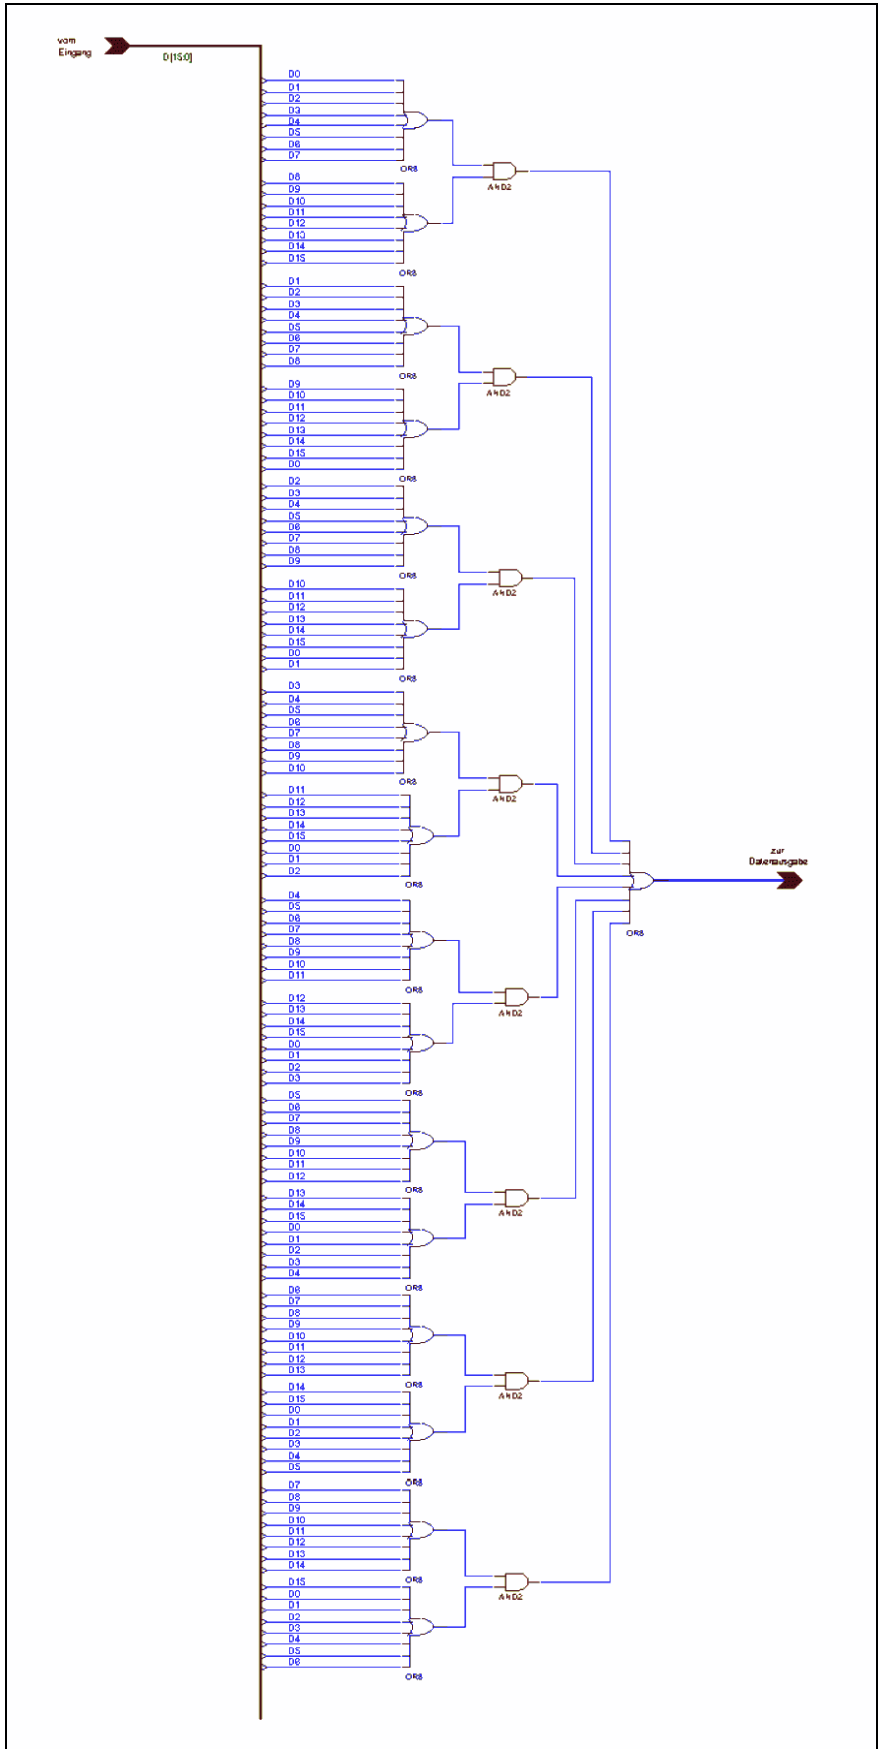 vom
Eingang
D[15:0]
D0
D1
D2
D3
D4
D5
D6
D7
OR8
D8
D9
D10
D11
D12
D13
D14
D15
OR8
AND2
D1
D2
D3
D4
D5
D6
D7
D8
OR8
D9
D10
D11
D12
D13
D14
D15
D0
OR8
AND2
D2
D3
D4
D5
D6
D7
D8
D9
OR8
D10
D11
D12
D13
D14
D15
D0
D1
OR8
AND2
D3
D4
D5
D6
D7
D8
D9
D10
OR8
D11
D12
D13
D14
D15
D0
D1
D2
OR8
AND2
zur
Datenausgabe
OR8
D4
D5
D6
D7
D8
D9
D10
D11
OR8
D12
D13
D14
D15
D0
D1
D2
D3
OR8
AND2
D5
D6
D7
D8
D9
D10
D11
D12
OR8
D13
D14
D15
D0
D1
D2
D3
D4
OR8
AND2
D6
D7
D8
D9
D10
D11
D12
D13
OR8
D14
D15
D0
D1
D2
D3
D4
D5
OR8
AND2
D7
D8
D9
D10
D11
D12
D13
D14
OR8
D15
D0
D1
D2
D3
D4
D5
D6
OR8
AND2